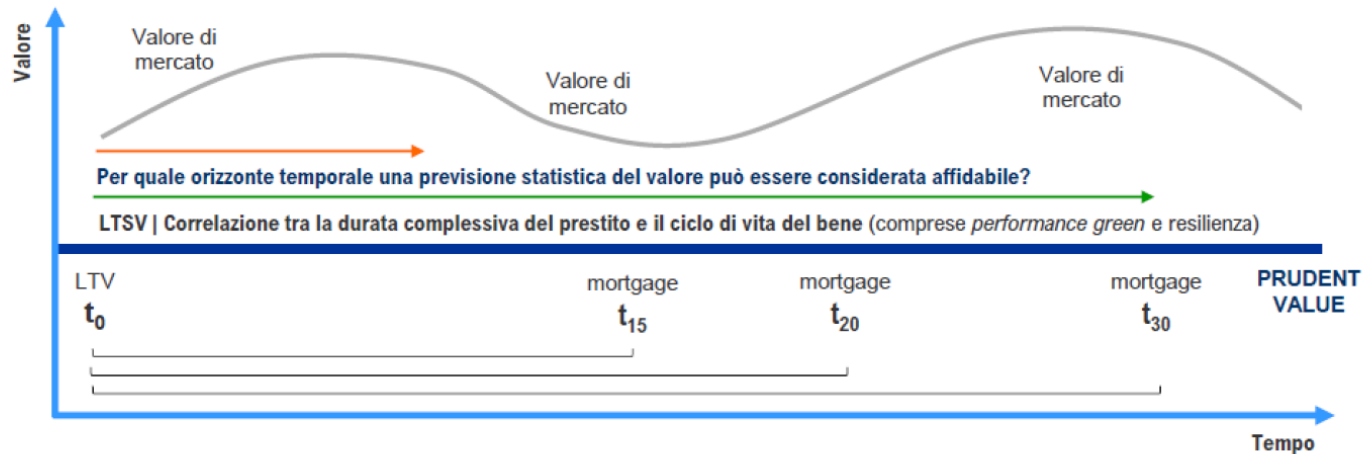 Valore
Valore di
mercato
Valore di
mercato
Valore di
mercato
Per quale orizzonte temporale una previsione statistica del valore può essere considerata affidabile?
LTSV | Correlazione tra la durata complessiva del prestito e il ciclo di vita del bene (comprese performance green e resilienza)
LTV
t0
mortgage
t15
mortgage
t20
mortgage
t30
PRUDENT
VALUE
Tempo